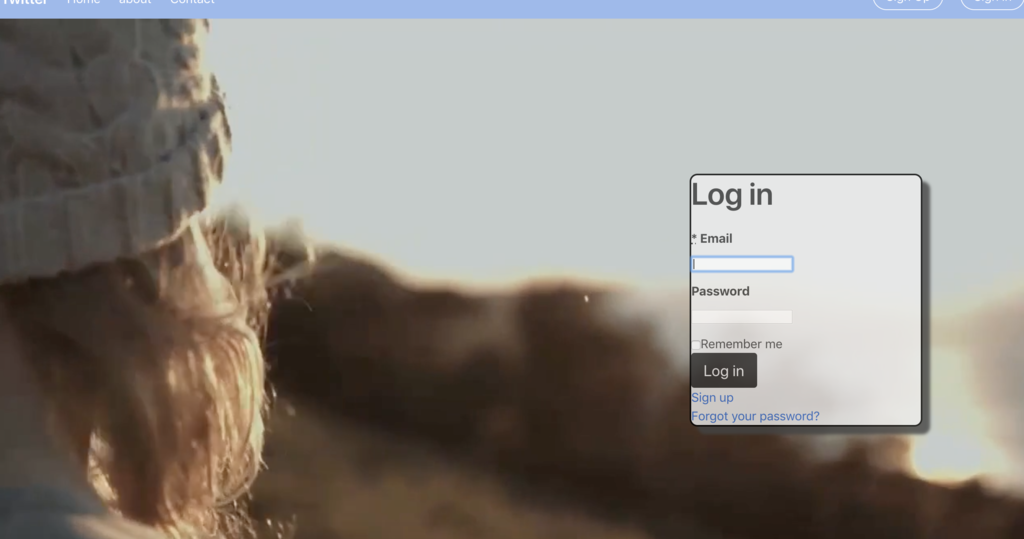 Twitter Home about Contact Sign Up Sign In
Log in
* Email
Password
Remember me
Log in
Sign up
Forgot your password?